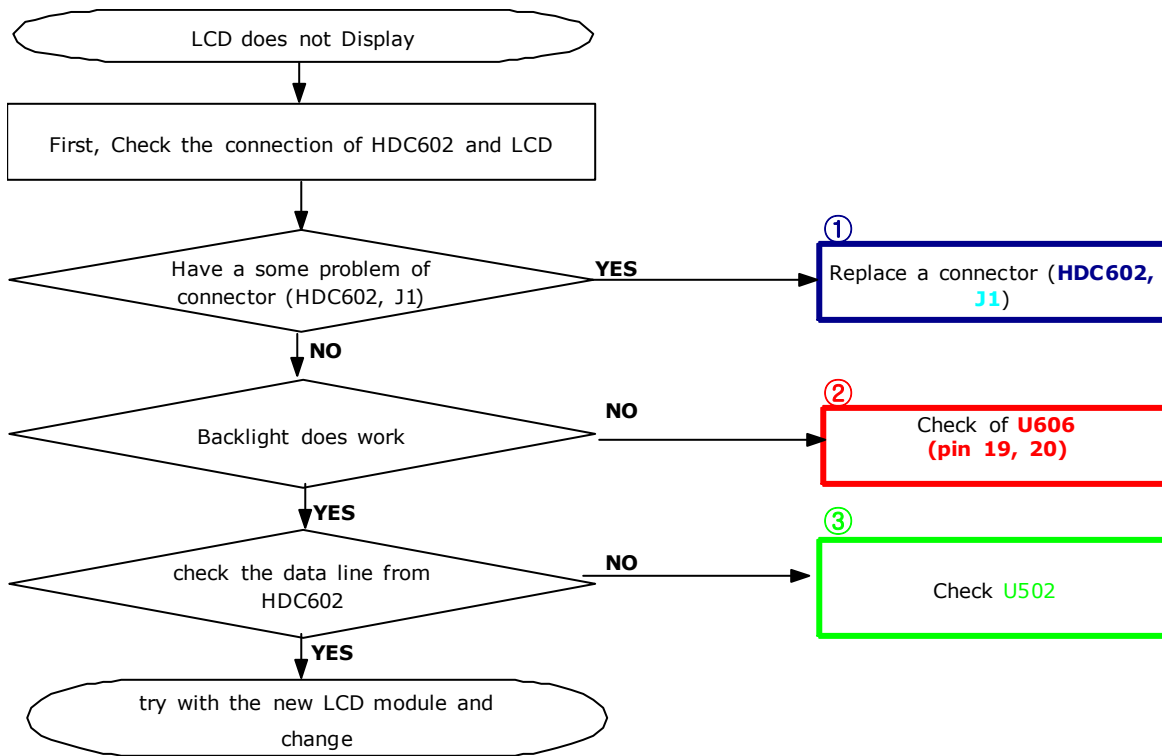 LCD does not Display
First, Check the connection of HDC602 and LCD
Have a some problem of
connector (HDC602, J1)
YES
①
Replace a connector (HDC602,
J1)
NO
Backlight does work
NO
②
Check of U606
(pin 19, 20)
YES
check the data line from
HDC602
NO
③
Check U502
YES
try with the new LCD module and
change